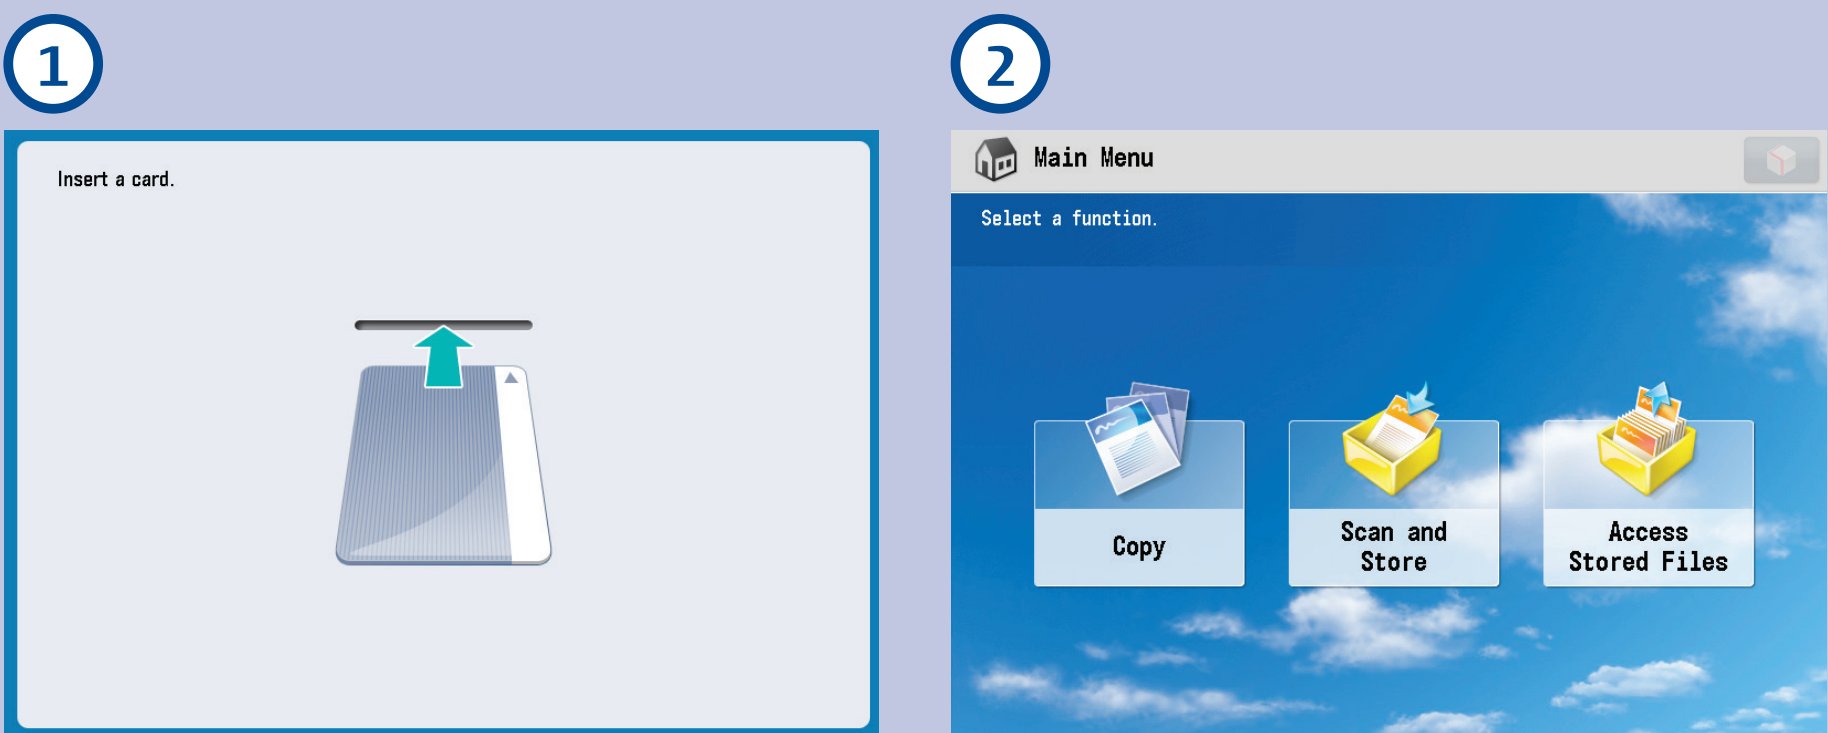 1
Insert a card.
2
Main Menu
Select a function.
Copy
Scan and
Store
Access
Stored Files